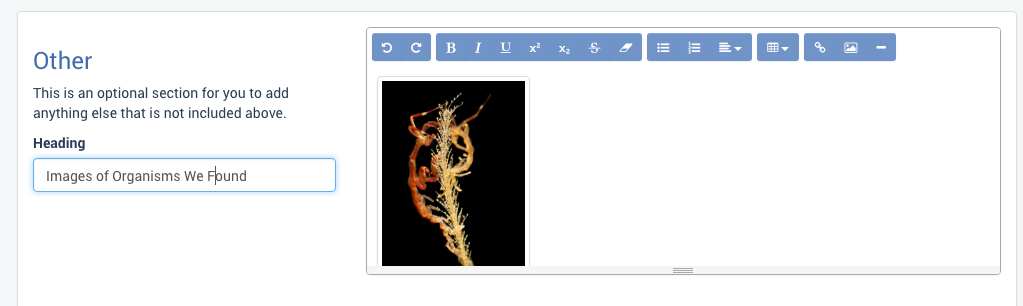 Other
This is an optional section for you to add
anything else that is not included above.
Heading
Images of Organisms We Found
B I U x² x₂ S